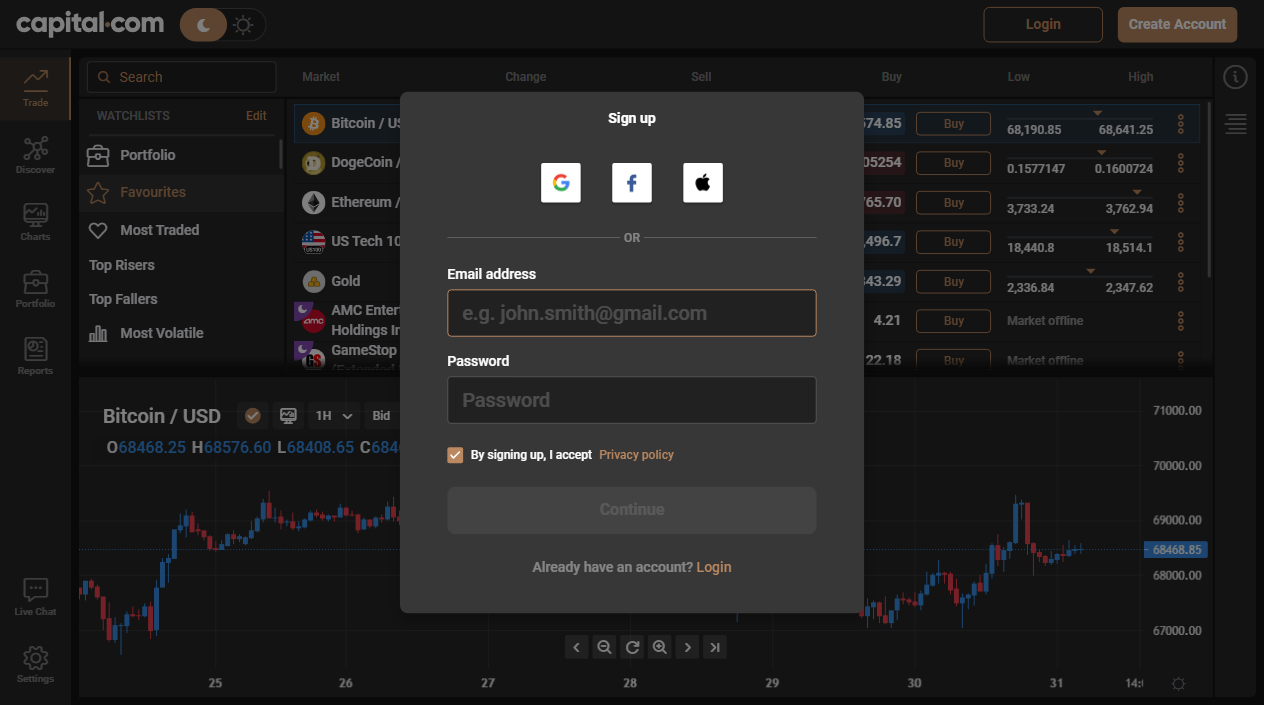 capital.com
Login
Create Account
Trade
Discover
Charts
Portfolio
Reports
Live Chat
Settings
Search
WATCHLISTS Edit
Portfolio
Favourites
Most Traded
Top Risers
Top Fallers
Most Volatile
Market Change Sell Buy Low High
Bitcoin / US 574.85 Buy 68,190.85 68,641.25
DogeCoin / 05254 Buy 0.1577147 0.1600724
Ethereum / 765.70 Buy 3,733.24 3,762.94
US Tech 10 ,496.7 Buy 18,440.8 18,514.1
Gold 343.29 Buy 2,336.84 2,347.62
AMC Enter
Holdings In 4.21 Buy Market offline
GameStop 22.18 Buy Market offline
(Extended
Sign up
OR
Email address
e.g. john.smith@gmail.com
Password
Password
By signing up, I accept Privacy policy
Continue
Already have an account? Login
Bitcoin / USD 1H Bid
O68468.25 H68576.60 L68408.65 C684
71000.00
70000.00
69000.00
68468.85
68000.00
67000.00
25 26 27 28 29 30 31 14: